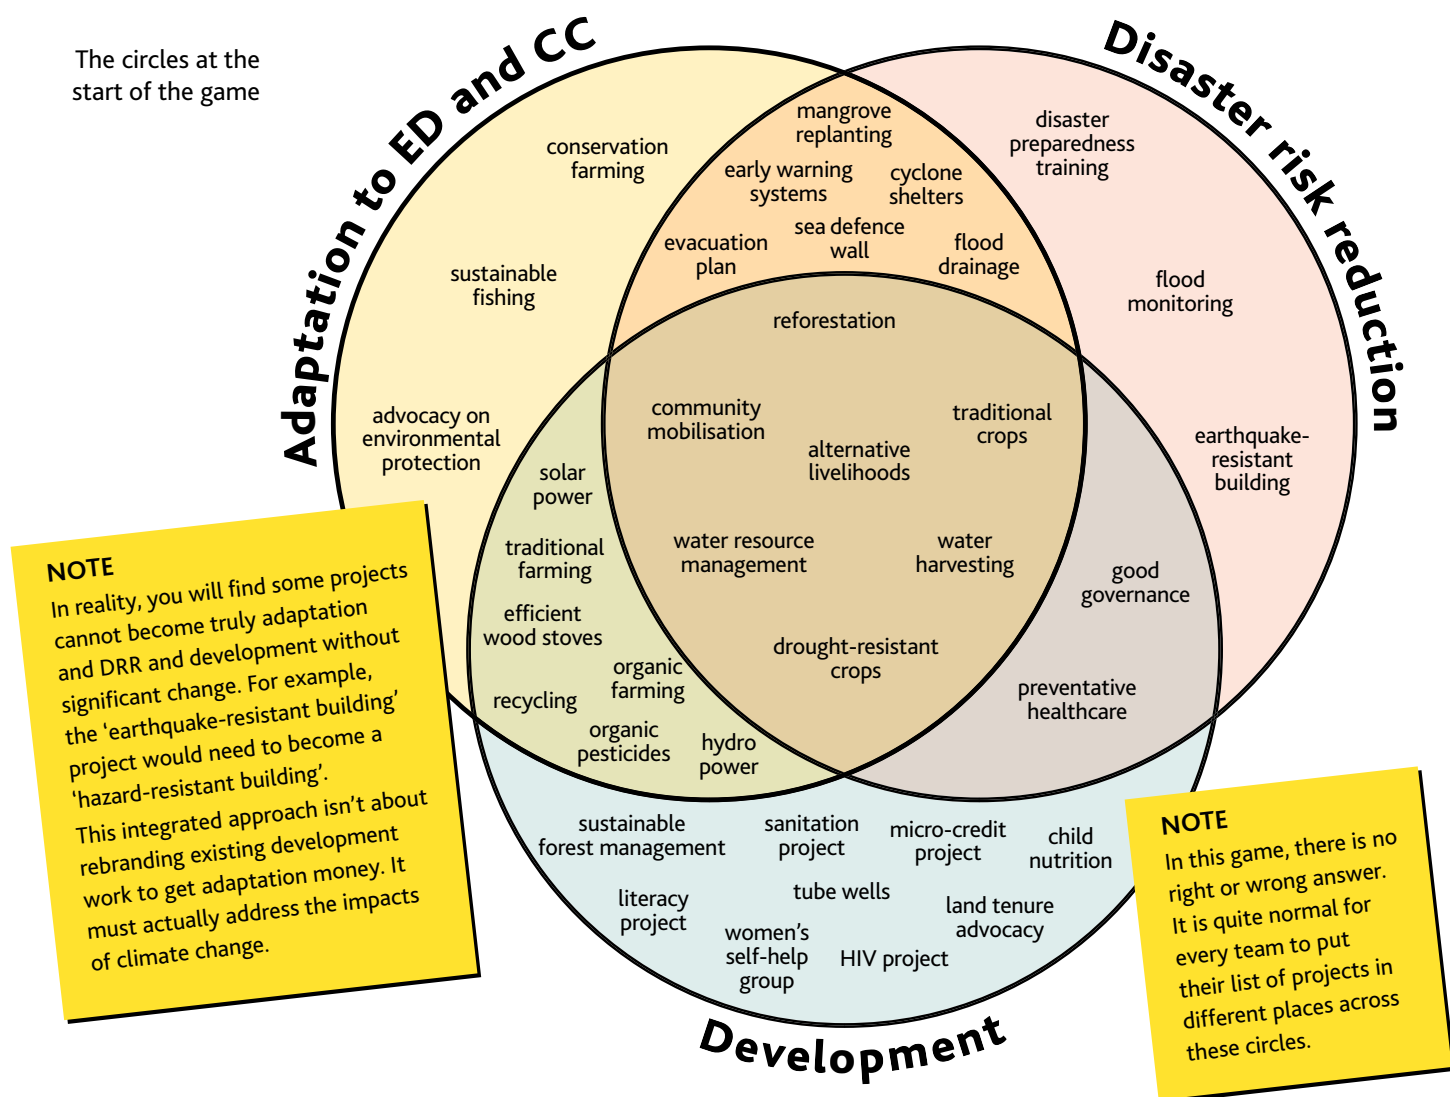 The circles at the
start of the game
Adaptation to ED and CC
Disaster risk reduction
conservation
farming
sustainable
fishing
advocacy on
environmental
protection
mangrove
replanting
early warning
systems
cyclone
shelters
evacuation
plan
sea defence
wall
flood
drainage
disaster
preparedness
training
flood
monitoring
earthquake-
resistant
building
reforestation
community
mobilisation
alternative
livelihoods
traditional
crops
water resource
management
water
harvesting
drought-resistant
crops
solar
power
traditional
farming
efficient
wood stoves
organic
farming
recycling
organic
pesticides
hydro
power
good
governance
preventative
healthcare
sustainable
forest management
sanitation
project
micro-credit
project
child
nutrition
literacy
project
tube wells
land tenure
advocacy
women's
self-help
group
HIV project
Development
NOTE
In reality, you will find some projects
cannot become truly adaptation
and DRR and development without
significant change. For example,
the 'earthquake-resistant building'
project would need to become a
'hazard-resistant building'.
This integrated approach isn't about
rebranding existing development
work to get adaptation money. It
must actually address the impacts
of climate change.
NOTE
In this game, there is no
right or wrong answer.
It is quite normal for
every team to put
their list of projects in
different places across
these circles.